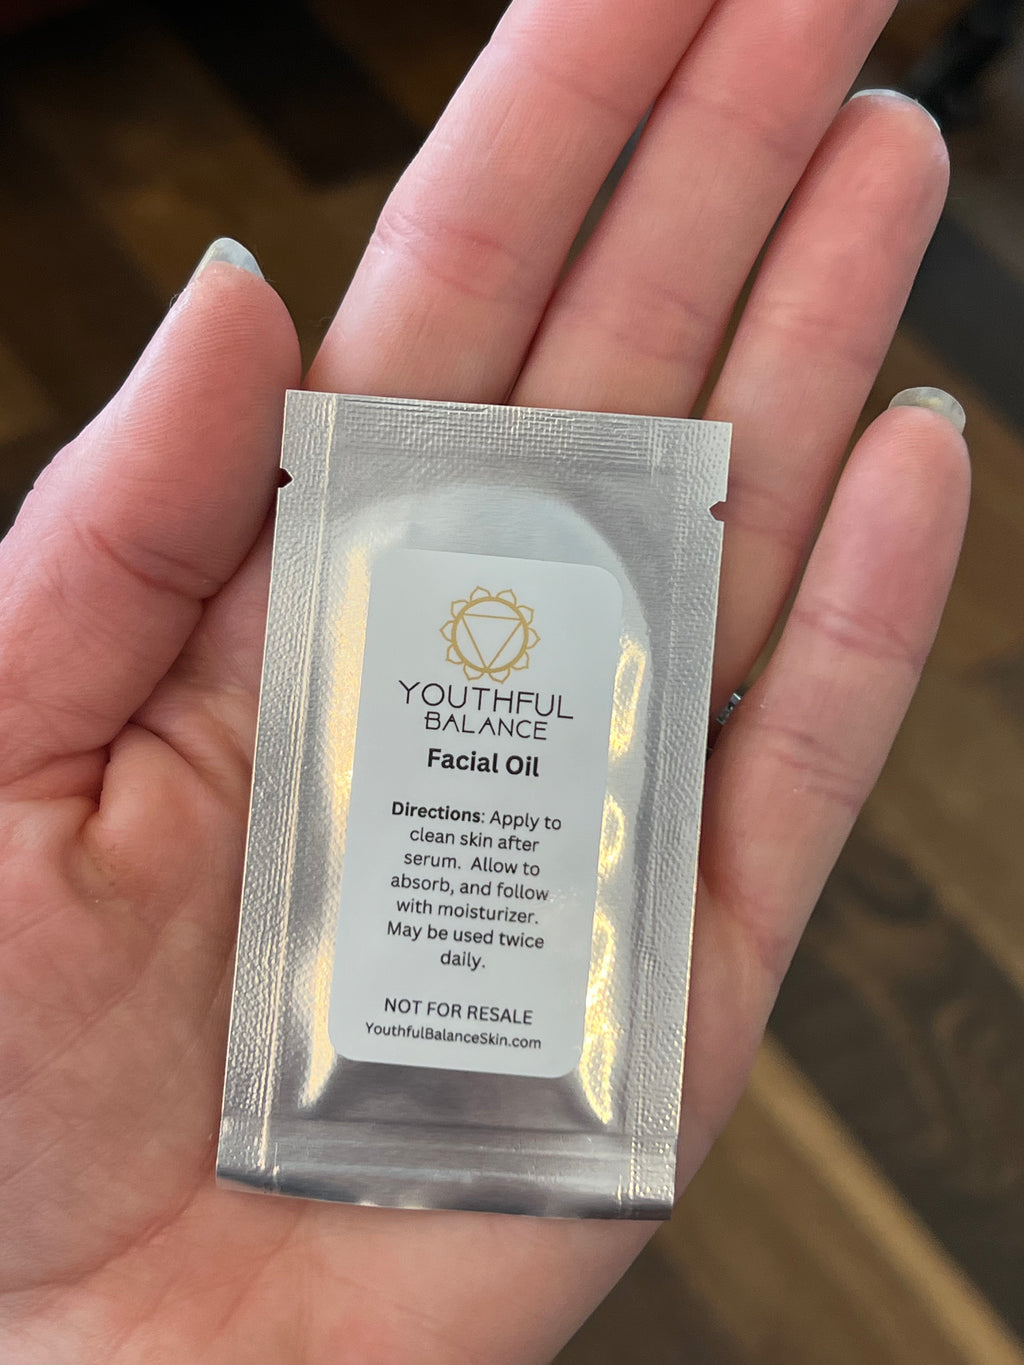 YOUTHFUL
BALANCE
Facial Oil
Directions: Apply to
clean skin after
serum.  Allow to
absorb, and follow
with moisturizer.
May be used twice
daily.
NOT FOR RESALE
YouthfulBalanceSkin.com